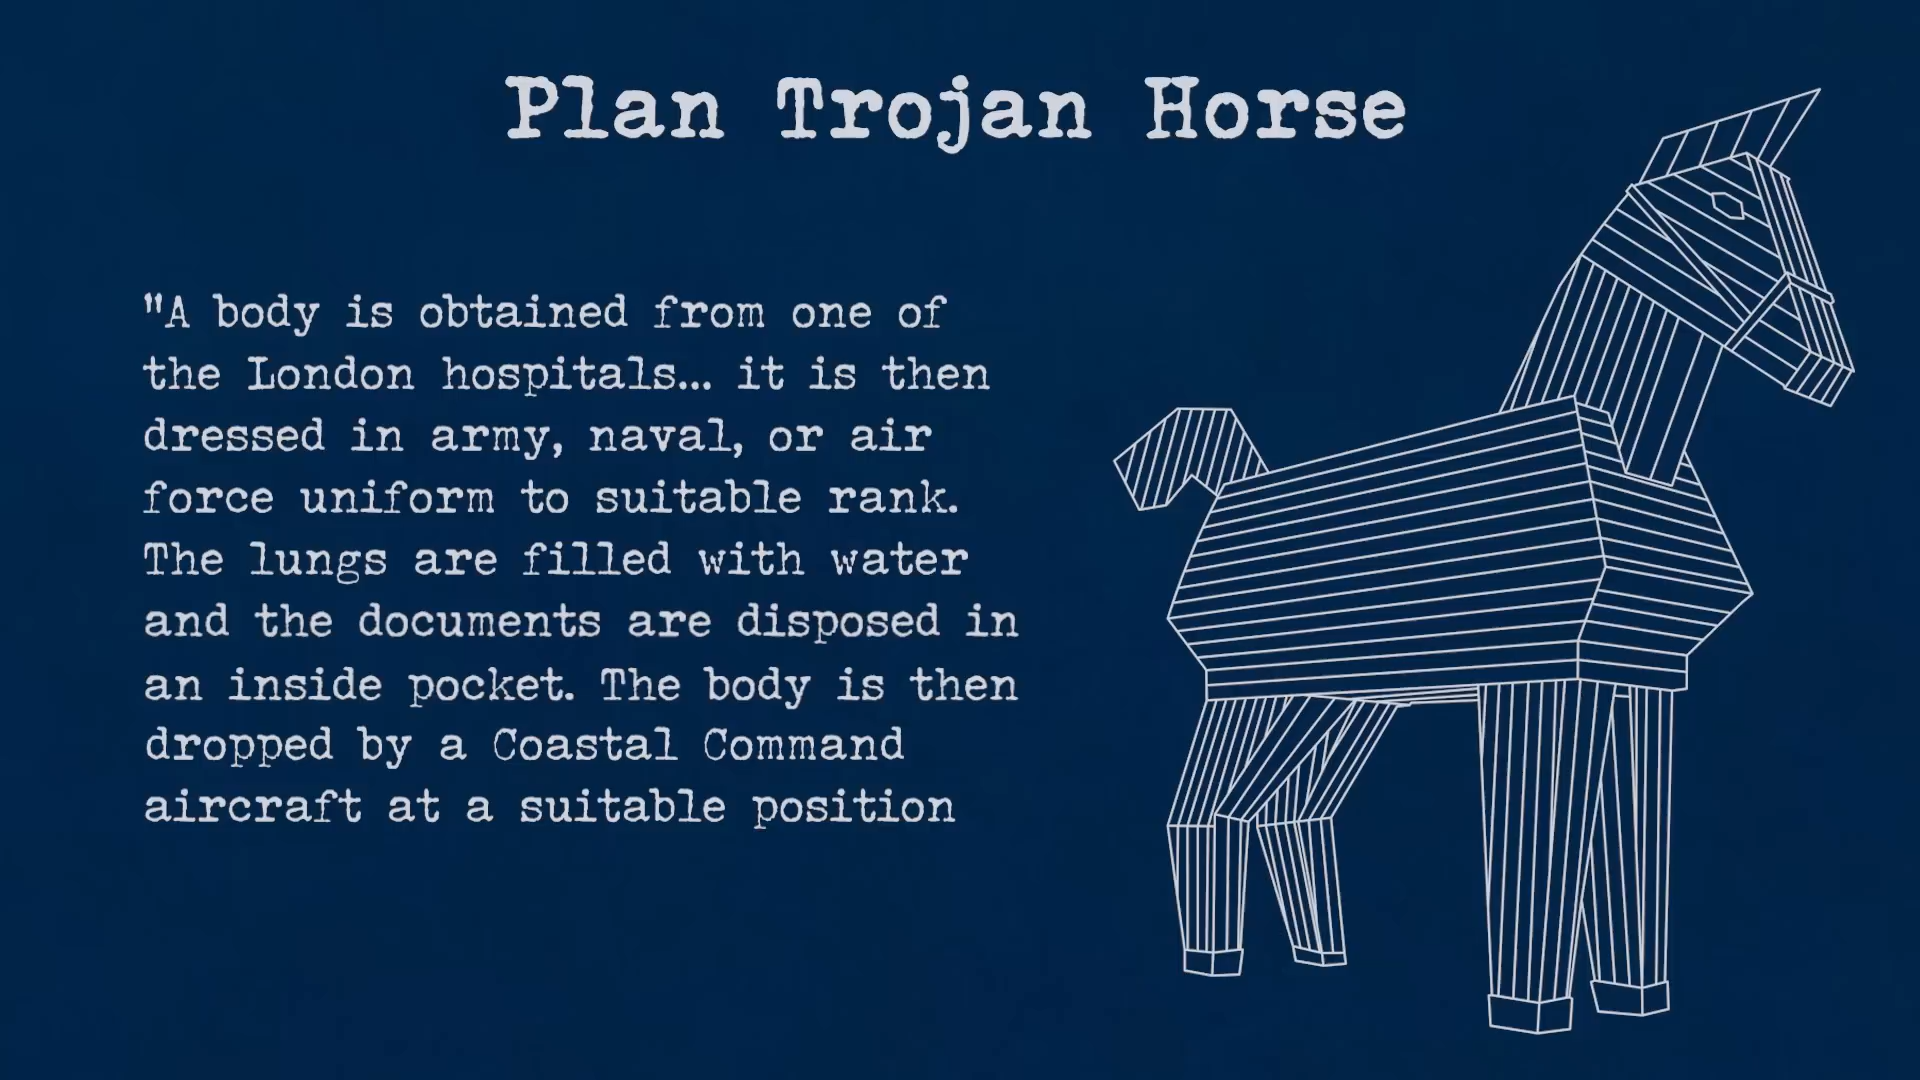 Plan Trojan Horse
"A body is obtained from one of
the London hospitals... it is then
dressed in army, naval, or air
force uniform to suitable rank.
The lungs are filled with water
and the documents are disposed in
an inside pocket. The body is then
dropped by a Coastal Command
aircraft at a suitable position